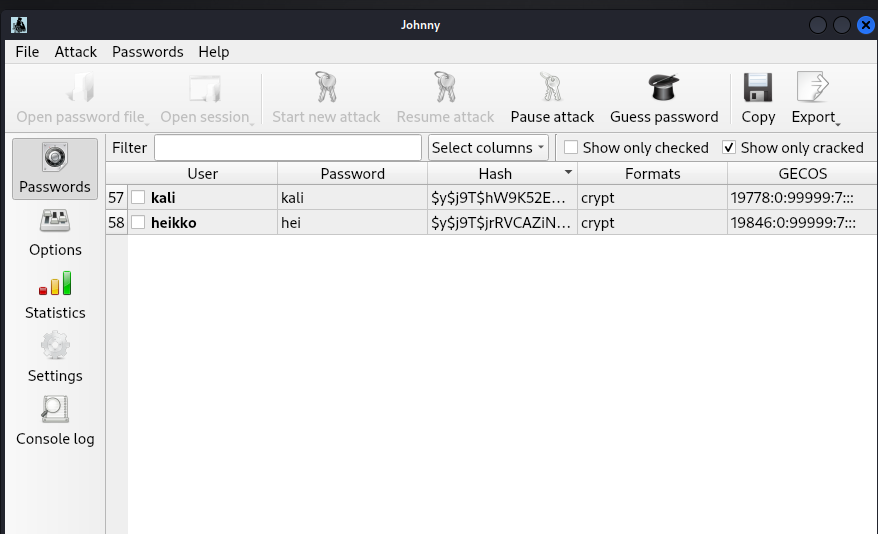 Johnny
File Attack Passwords Help
Open password file Open session Start new attack Resume attack Pause attack Guess password Copy Export
Passwords
Options
Statistics
Settings
Console log
Filter Select columns Show only checked Show only cracked
User Password Hash Formats GECOS
57 kali kali $y$j9T$hW9K52E... crypt 19778:0:99999:7:::
58 heikko hei $y$j9T$jrRVCAZiN... crypt 19846:0:99999:7:::